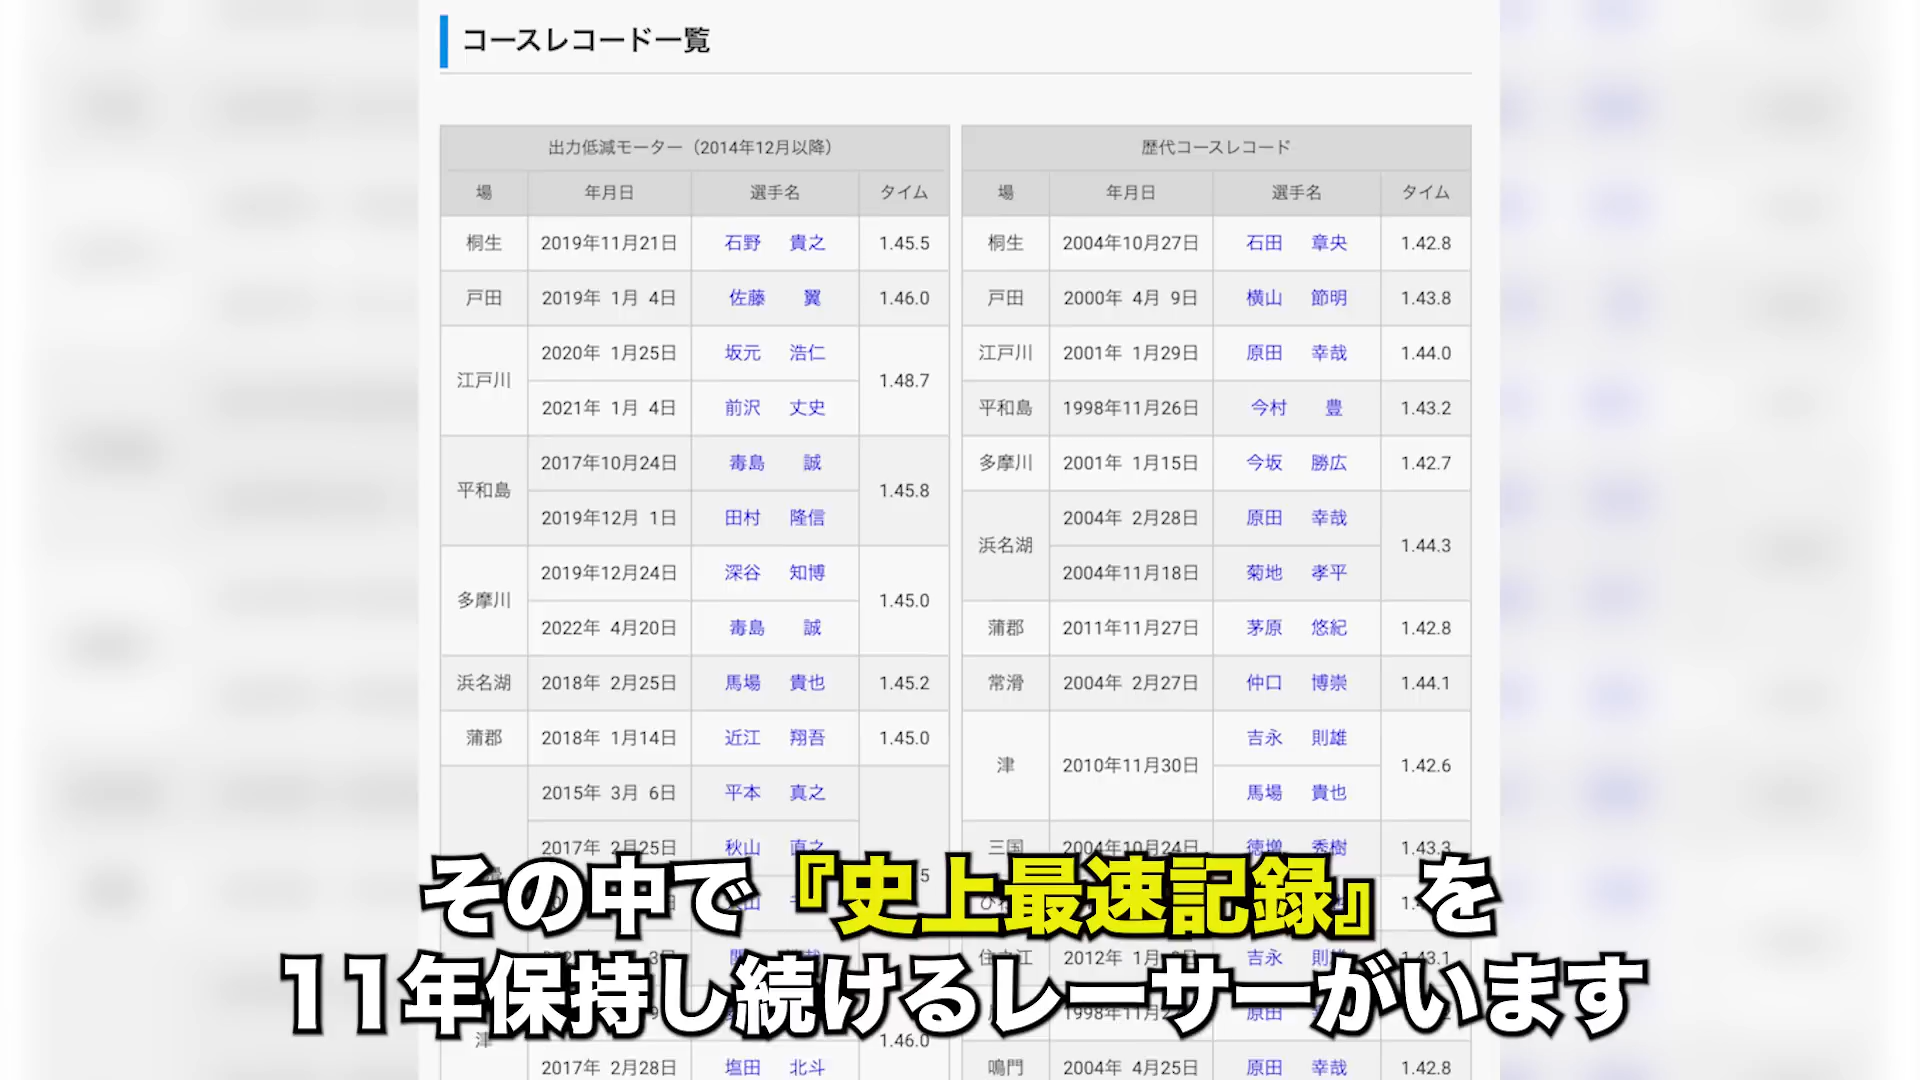 コースレコード一覧
出力低減モーター（2014年12月以降）
場 年月日 選手名 タイム
桐生 2019年11月21日 石野 貴之 1.45.5
戸田 2019年 1月 4日 佐藤 翼 1.46.0
江戸川 2020年 1月25日 坂元 浩仁 1.48.7
2021年 1月 4日 前沢 丈史
平和島 2017年10月24日 毒島 誠 1.45.8
2019年12月 1日 田村 隆信
多摩川 2019年12月24日 深谷 知博 1.45.0
2022年 4月20日 毒島 誠
浜名湖 2018年 2月25日 馬場 貴也 1.45.2
蒲郡 2018年 1月14日 近江 翔吾 1.45.0
2015年 3月 6日 平本 真之
2017年 2月25日 秋山 直之
津 1.46.0
2017年 2月28日 塩田 北斗
歴代コースレコード
場 年月日 選手名 タイム
桐生 2004年10月27日 石田 章央 1.42.8
戸田 2000年 4月 9日 横山 節明 1.43.8
江戸川 2001年 1月29日 原田 幸哉 1.44.0
平和島 1998年11月26日 今村 豊 1.43.2
多摩川 2001年 1月15日 今坂 勝広 1.42.7
浜名湖 2004年 2月28日 原田 幸哉 1.44.3
2004年11月18日 菊地 孝平
蒲郡 2011年11月27日 茅原 悠紀 1.42.8
常滑 2004年 2月27日 仲口 博崇 1.44.1
津 2010年11月30日 吉永 則雄 1.42.6
馬場 貴也
三国 2004年10月24日 徳増 秀樹 1.43.3
住之江 2012年 1月 吉永 則雄 1.43.1
1998年11月2 原田
鳴門 2004年 4月25日 原田 幸哉 1.42.8
その中で『史上最速記録』を
11年保持し続けるレーサーがいます